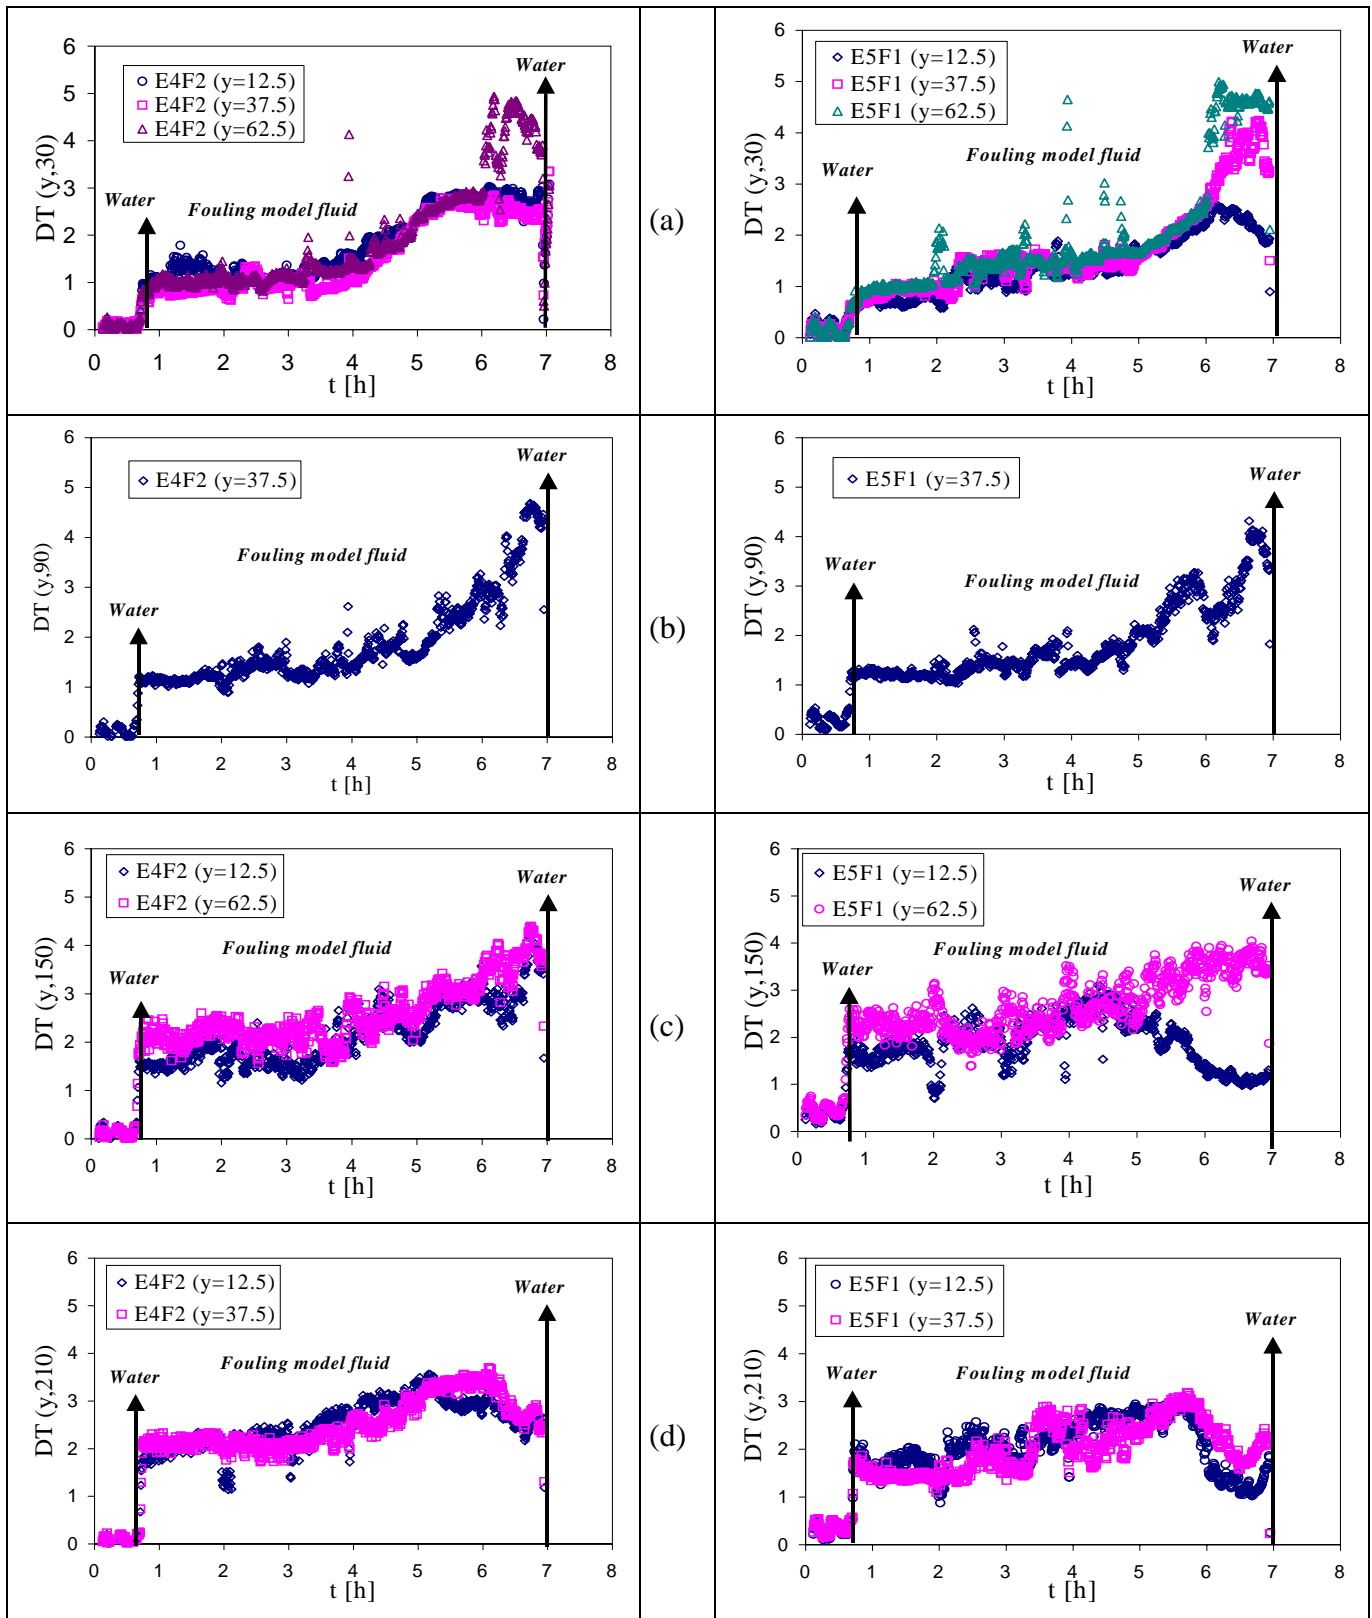 6
5
4
3
2
1
0
0 1 2 3 4 5 6 7 8
DT (y,30)
t [h]
E4F2 (y=12.5)
E4F2 (y=37.5)
E4F2 (y=62.5)
Water
Water
Fouling model fluid
(a)
6
5
4
3
2
1
0
0 1 2 3 4 5 6 7 8
DT (y,30)
t [h]
E5F1 (y=12.5)
E5F1 (y=37.5)
E5F1 (y=62.5)
Water
Water
Fouling model fluid
6
5
4
3
2
1
0
0 1 2 3 4 5 6 7 8
DT (y,90)
t [h]
E4F2 (y=37.5)
Water
Fouling model fluid
Water
(b)
6
5
4
3
2
1
0
0 1 2 3 4 5 6 7 8
DT (y,90)
t [h]
E5F1 (y=37.5)
Water
Water
Fouling model fluid
6
5
4
3
2
1
0
0 1 2 3 4 5 6 7 8
DT (y,150)
t [h]
E4F2 (y=12.5)
E4F2 (y=62.5)
Water
Fouling model fluid
Water
(c)
6
5
4
3
2
1
0
0 1 2 3 4 5 6 7 8
DT (y,150)
t [h]
E5F1 (y=12.5)
E5F1 (y=62.5)
Water
Fouling model fluid
Water
6
5
4
3
2
1
0
0 1 2 3 4 5 6 7 8
DT (y,210)
t [h]
E4F2 (y=12.5)
E4F2 (y=37.5)
Water
Fouling model fluid
Water
(d)
6
5
4
3
2
1
0
0 1 2 3 4 5 6 7 8
DT (y,210)
t [h]
E5F1 (y=12.5)
E5F1 (y=37.5)
Water
Fouling model fluid
Water